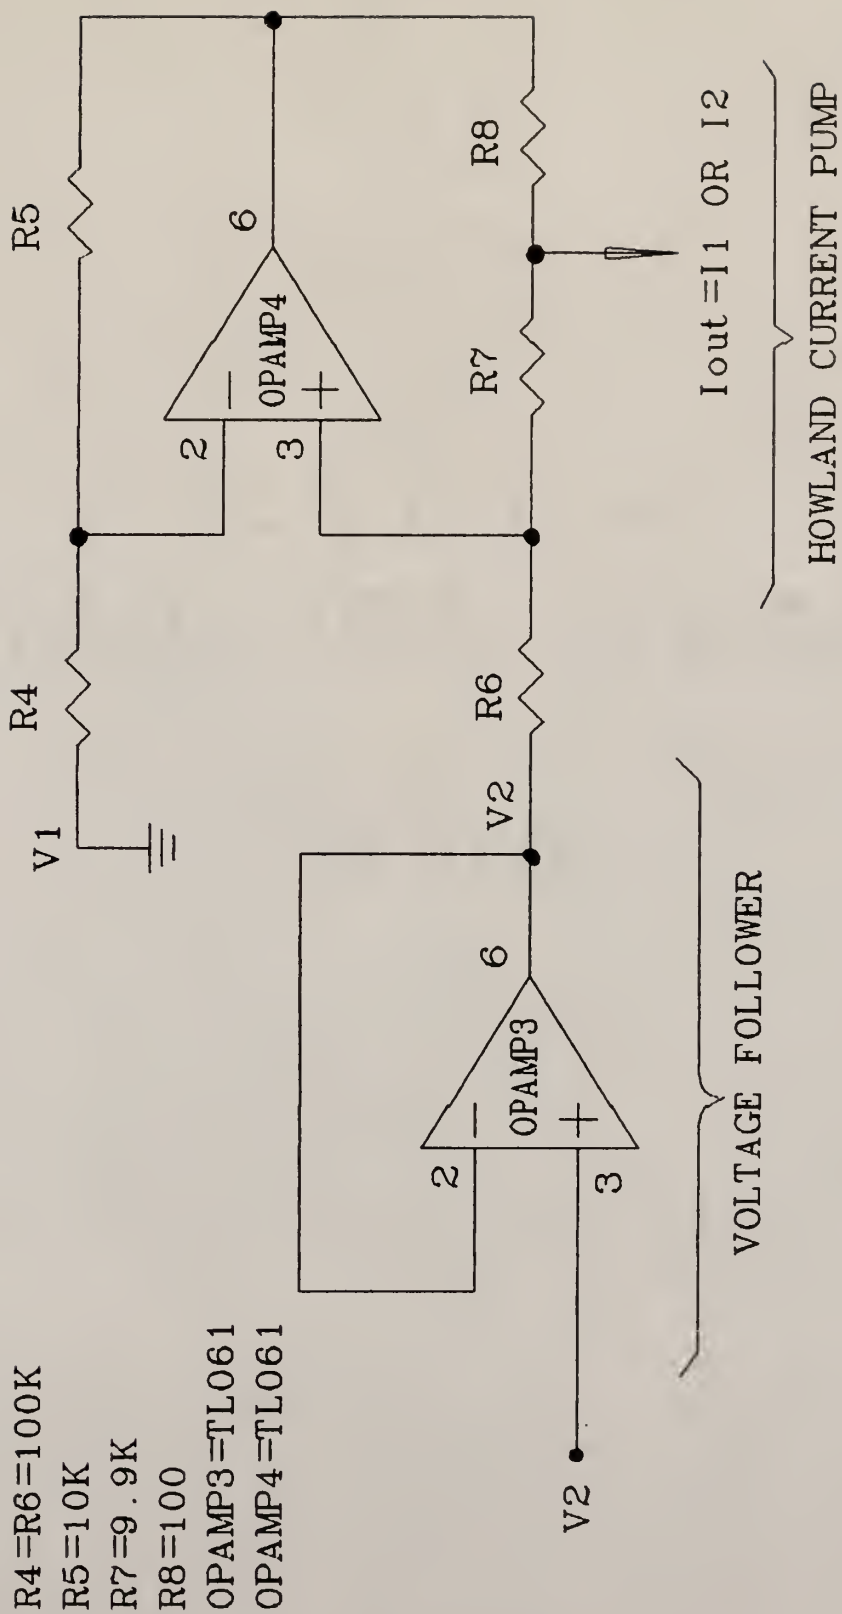 R4=R6=100K
R5=10K
R7=9.9K
R8=100
OPAMP3=TL061
OPAMP4=TL061
V1
R4
R5
2
3
OPAMP4
6
V2
2
3
OPAMP3
6
V2
R6
R7
R8
Iout=I1 OR I2
VOLTAGE FOLLOWER
HOWLAND CURRENT PUMP